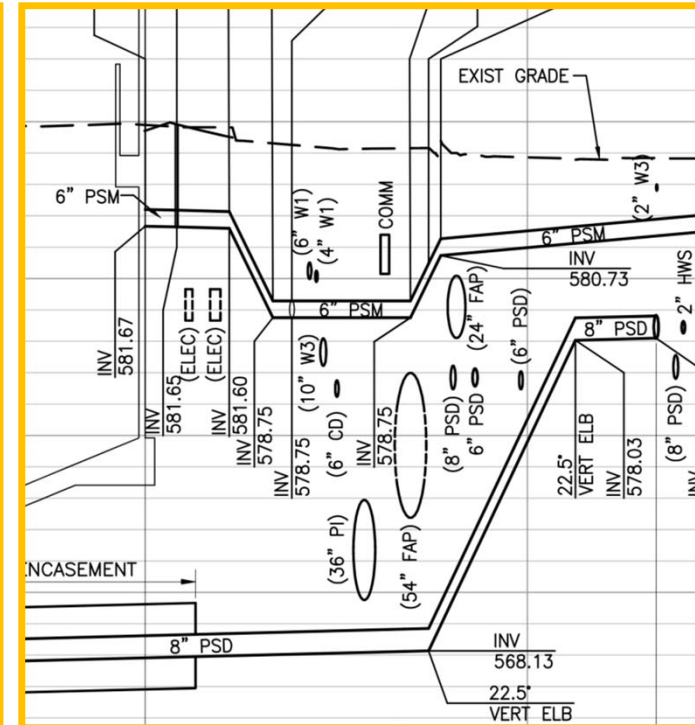 EXIST GRADE
6" PSM
(6" W1)
(4" W1)
COMM
(2" W3)
6" PSM
INV
580.73
(24" FAP)
(6" PSD)
2" HWS
6" PSM
8" PSD
INV
581.67
INV
581.65
(ELEC)
(ELEC)
INV
581.60
INV
578.75
INV
578.75
(10" W3)
(6" CD)
INV
578.75
(8" PSD)
6" PSD
22.5°
VERT ELB
INV
578.03
(8" PSD)
INV
(36" PI)
(54" FAP)
ENCASEMENT
8" PSD
INV
568.13
22.5°
VERT ELB